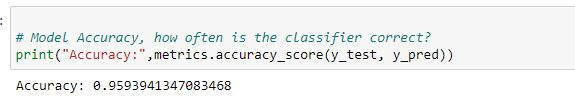 :
# Model Accuracy, how often is the classifier correct?
print("Accuracy:",metrics.accuracy_score(y_test, y_pred))
Accuracy: 0.9593941347083468